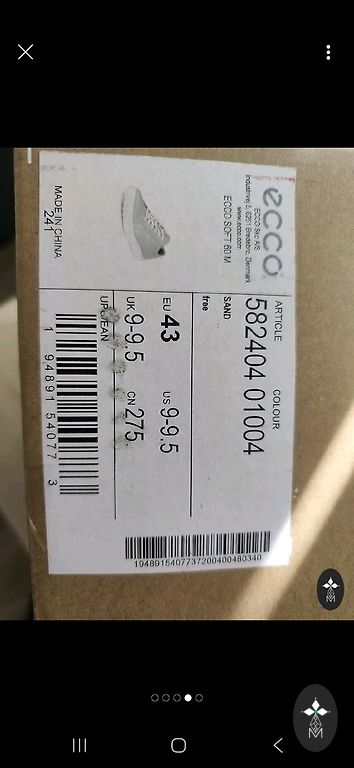 ecco
ECCO Sko A/S
Industrivej 5, 6261 Bredebro, Denmark
www.ecco.com
ECCO SOFT 60 M
MADE IN CHINA
241
ARTICLE COLOUR
582404 01004
SAND
free
EU 43 US 9-9.5
UK 9-9.5 CN 275
UPC/EAN
1 94891 54077 3
1948915407737200400480340
M
M